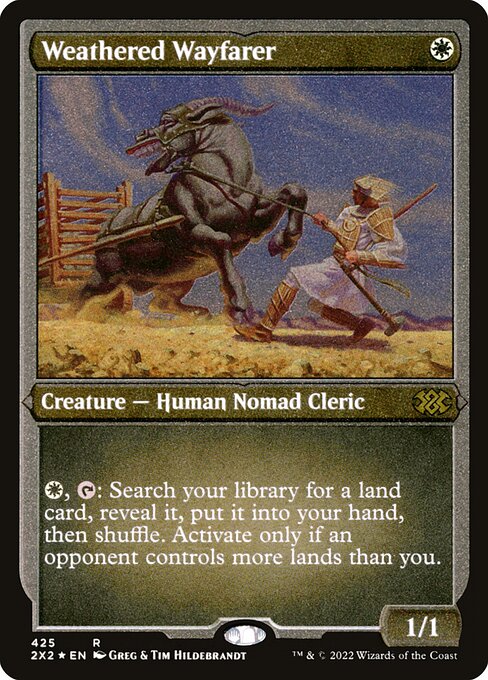 Weathered Wayfarer
Creature — Human Nomad Cleric
, : Search your library for a land
card, reveal it, put it into your hand,
then shuffle. Activate only if an
opponent controls more lands than you.
1/1
425 R
2X2 ★ EN Greg & Tim Hildebrandt
™ & © 2022 Wizards of the Coast